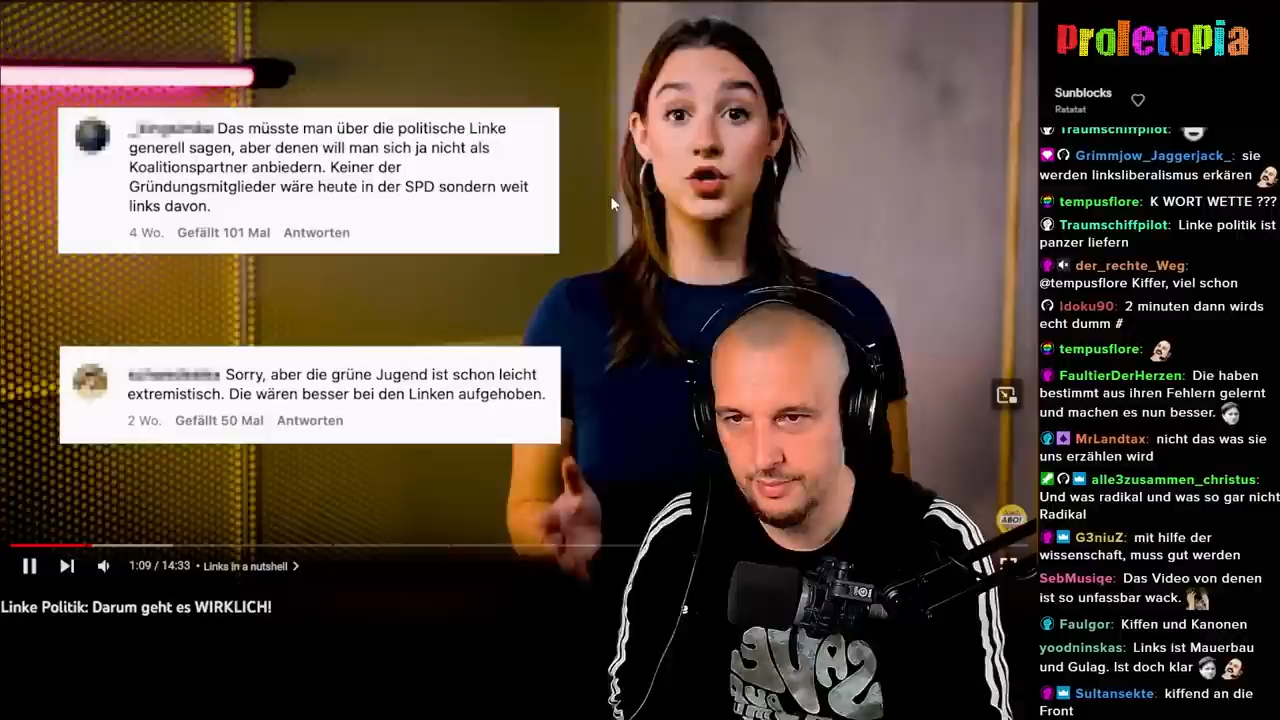 Das müsste man über die politische Linke
generell sagen, aber denen will man sich ja nicht als
Koalitionspartner anbiedern. Keiner der
Gründungsmitglieder wäre heute in der SPD sondern weit
links davon.
4 Wo. Gefällt 101 Mal Antworten
Sorry, aber die grüne Jugend ist schon leicht
extremistisch. Die wären besser bei den Linken aufgehoben.
2 Wo. Gefällt 50 Mal Antworten
ABO!
1:09 / 14:33 • Links in a nutshell >
Linke Politik: Darum geht es WIRKLICH!
SAVE
proletopia
Sunblocks
Ratatat
Traumschiffpilot:
Grimmjow_Jaggerjack_: sie
werden linksliberalismus erkären
tempusflore: K WORT WETTE ???
Traumschiffpilot: Linke politik ist
panzer liefern
der_rechte_Weg:
@tempusflore Kiffer, viel schon
Idoku90: 2 minuten dann wirds
echt dumm #
tempusflore:
FaultierDerHerzen: Die haben
bestimmt aus ihren Fehlern gelernt
und machen es nun besser.
MrLandtax: nicht das was sie
uns erzählen wird
alle3zusammen_christus:
Und was radikal und was so gar nicht
Radikal
G3niuZ: mit hilfe der
wissenschaft, muss gut werden
SebMusiqe: Das Video von denen
ist so unfassbar wack.
Faulgor: Kiffen und Kanonen
yoodninskas: Links ist Mauerbau
und Gulag. Ist doch klar
Sultansekte: kiffend an die
Front